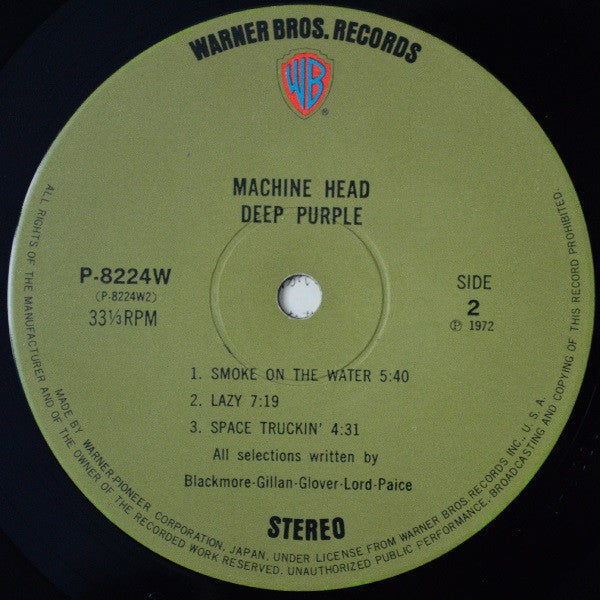 WARNER BROS. RECORDS
WB
®
MACHINE HEAD
DEEP PURPLE
P-8224W
(P-8224W2)
33⅓RPM
SIDE
2
Ⓟ 1972
1. SMOKE ON THE WATER 5:40
2. LAZY 7:19
3. SPACE TRUCKIN' 4:31
All selections written by
Blackmore-Gillan-Glover-Lord-Paice
STEREO
MADE BY WARNER-PIONEER CORPORATION, JAPAN, UNDER LICENSE FROM WARNER BROS. RECORDS INC., U. S. A.
ALL RIGHTS OF THE MANUFACTURER AND OF THE OWNER OF THE RECORDED WORK RESERVED. UNAUTHORIZED PUBLIC PERFORMANCE, BROADCASTING AND COPYING OF THIS RECORD PROHIBITED.